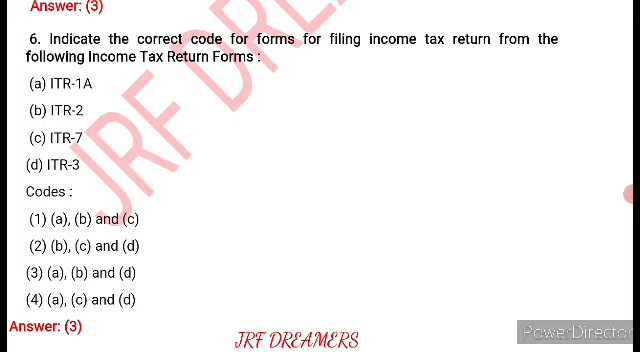 Answer: (3)
6. Indicate the correct code for forms for filing income tax return from the
following Income Tax Return Forms :
(a) ITR-1A
(b) ITR-2
(c) ITR-7
(d) ITR-3
Codes :
(1) (a), (b) and (c)
(2) (b), (c) and (d)
(3) (a), (b) and (d)
(4) (a), (c) and (d)
Answer: (3)
JRF DREAMERS
PowerDirector
JRF DRE